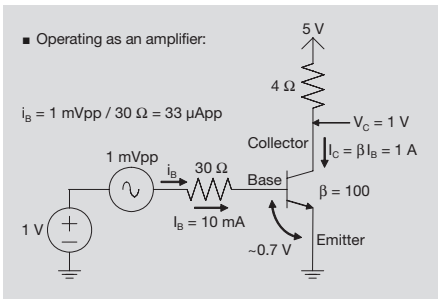 ■ Operating as an amplifier:
5 V
4 Ω
i_B = 1 mVpp / 30 Ω = 33 µApp
V_C = 1 V
Collector
I_C = βI_B = 1 A
1 mVpp
i_B
30 Ω
Base
β = 100
I_B = 10 mA
1 V
+
−
~0.7 V
Emitter